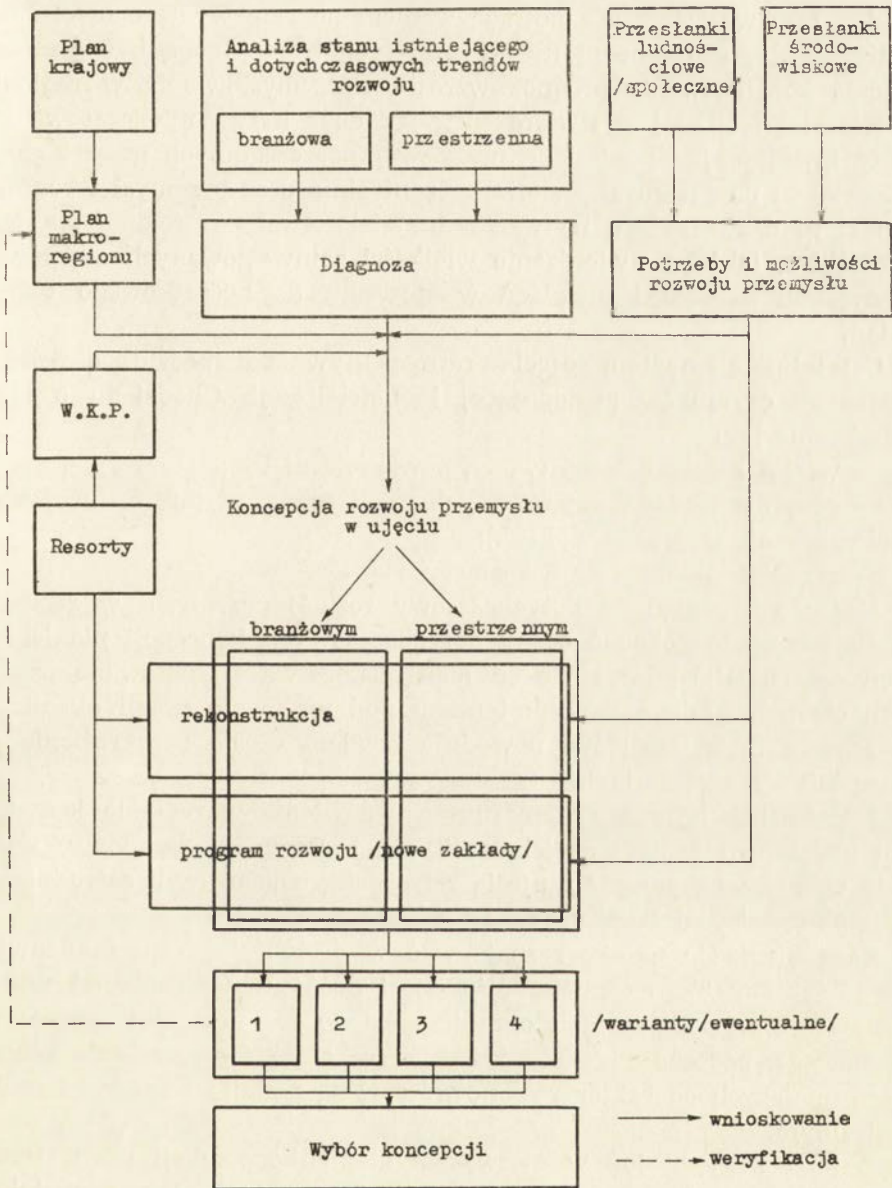 Plan
krajowy
Analiza stanu istniejącego
i dotychczasowych trendów
rozwoju
branżowa
przestrzenna
Przesłanki
ludnoś-
ciowe
/społeczne/
Przesłanki
środo-
wiskowe
Plan
makro-
regionu
Diagnoza
Potrzeby i możliwości
rozwoju przemysłu
W.K.P.
Resorty
Koncepcja rozwoju przemysłu
w ujęciu
branżowym
przestrzennym
rekonstrukcja
program rozwoju /nowe zakłady/
1
2
3
4
/warianty/ewentualne/
Wybór koncepcji
wnioskowanie
weryfikacja